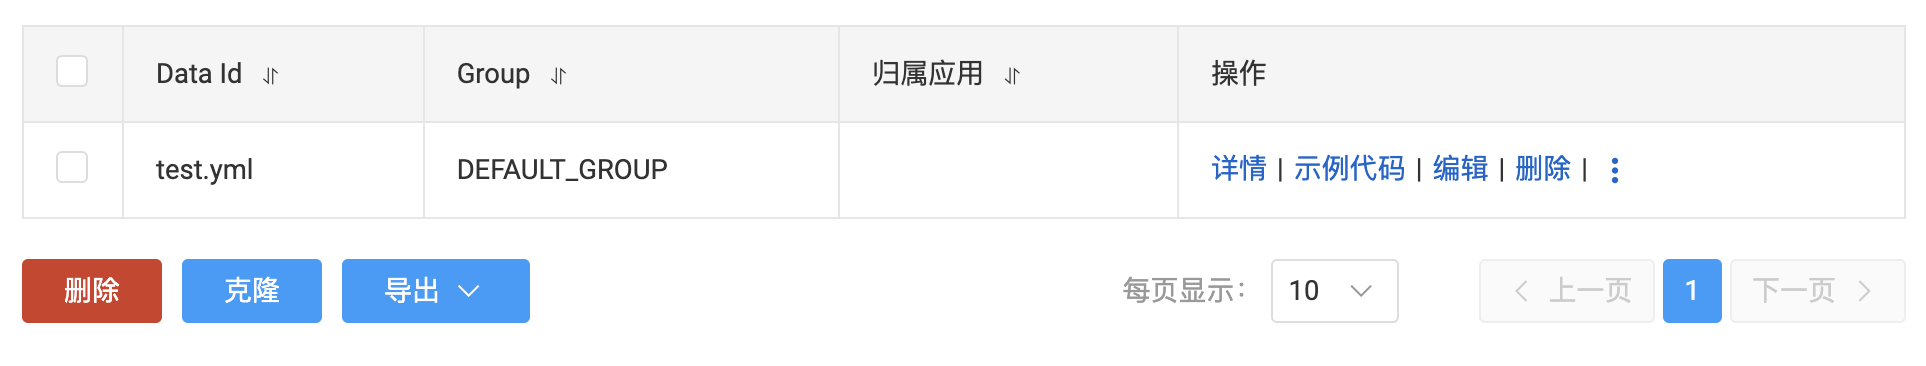 Data Id Group 归属应用 操作
test.yml DEFAULT_GROUP 详情 | 示例代码 | 编辑 | 删除 |
删除 克隆 导出 每页显示： 10 上一页 1 下一页